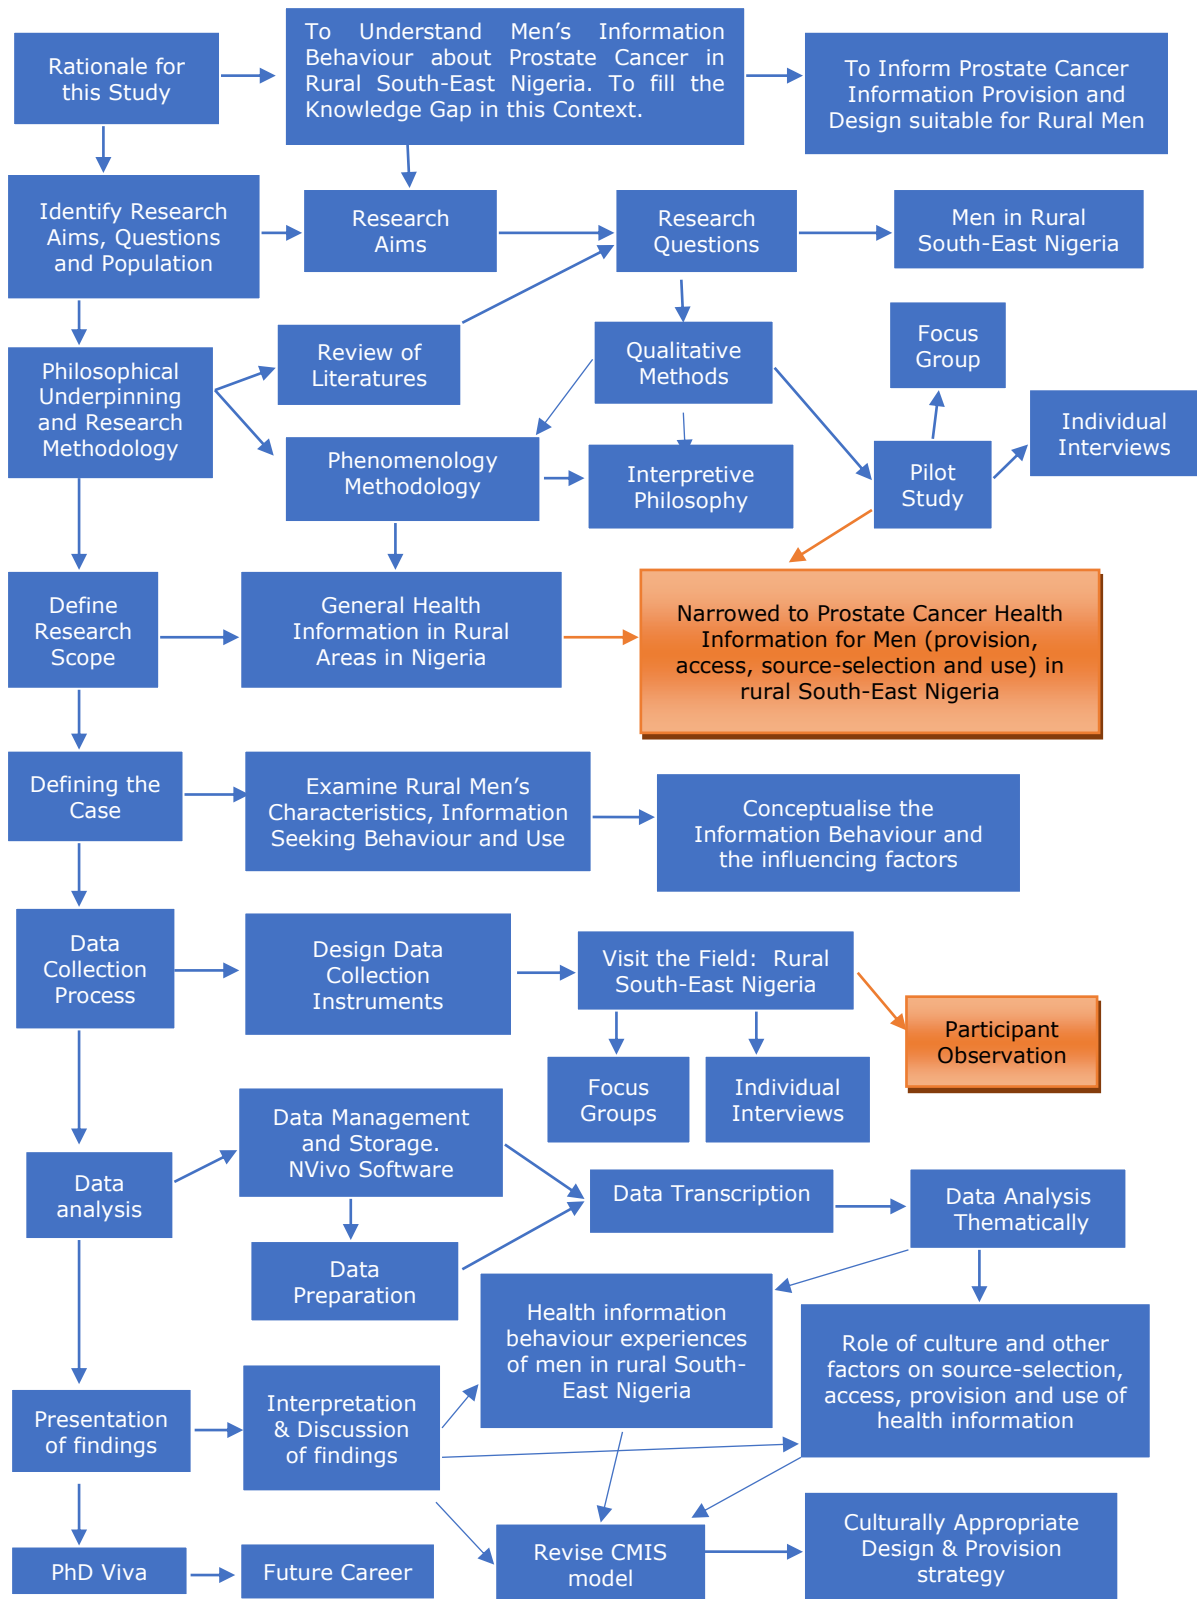 Rationale for
this Study
To Understand Men's Information
Behaviour about Prostate Cancer in
Rural South-East Nigeria. To fill the
Knowledge Gap in this Context.
To Inform Prostate Cancer
Information Provision and
Design suitable for Rural Men
Identify Research
Aims, Questions
and Population
Research
Aims
Research
Questions
Men in Rural
South-East Nigeria
Philosophical
Underpinning
and Research
Methodology
Review of
Literatures
Qualitative
Methods
Focus
Group
Individual
Interviews
Phenomenology
Methodology
Interpretive
Philosophy
Pilot
Study
Define
Research
Scope
General Health
Information in Rural
Areas in Nigeria
Narrowed to Prostate Cancer Health
Information for Men (provision,
access, source-selection and use) in
rural South-East Nigeria
Defining the
Case
Examine Rural Men's
Characteristics, Information
Seeking Behaviour and Use
Conceptualise the
Information Behaviour and
the influencing factors
Data
Collection
Process
Design Data
Collection
Instruments
Visit the Field: Rural
South-East Nigeria
Participant
Observation
Focus
Groups
Individual
Interviews
Data
analysis
Data Management
and Storage.
NVivo Software
Data Transcription
Data Analysis
Thematically
Data
Preparation
Health information
behaviour experiences
of men in rural South-
East Nigeria
Role of culture and other
factors on source-selection,
access, provision and use of
health information
Presentation
of findings
Interpretation
& Discussion
of findings
PhD Viva
Future Career
Revise CMIS
model
Culturally Appropriate
Design & Provision
strategy